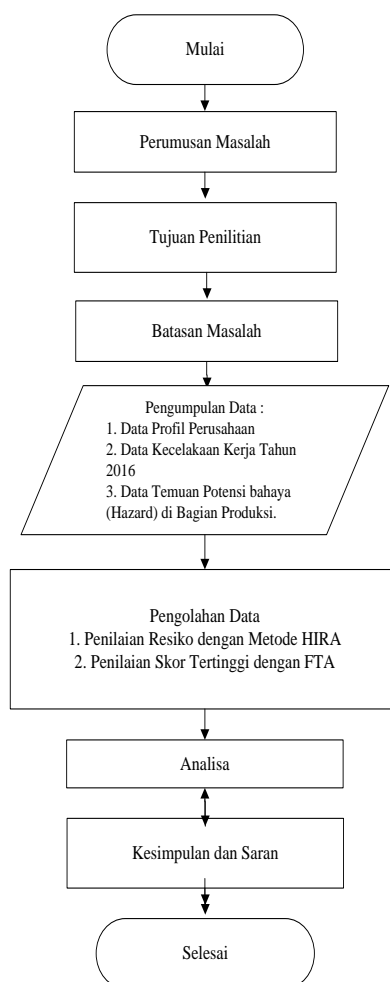 Mulai
Perumusan Masalah
Tujuan Penilitian
Batasan Masalah
Pengumpulan Data :
1. Data Profil Perusahaan
2. Data Kecelakaan Kerja Tahun
2016
3. Data Temuan Potensi bahaya
(Hazard) di Bagian Produksi.
Pengolahan Data
1. Penilaian Resiko dengan Metode HIRA
2. Penilaian Skor Tertinggi dengan FTA
Analisa
Kesimpulan dan Saran
Selesai